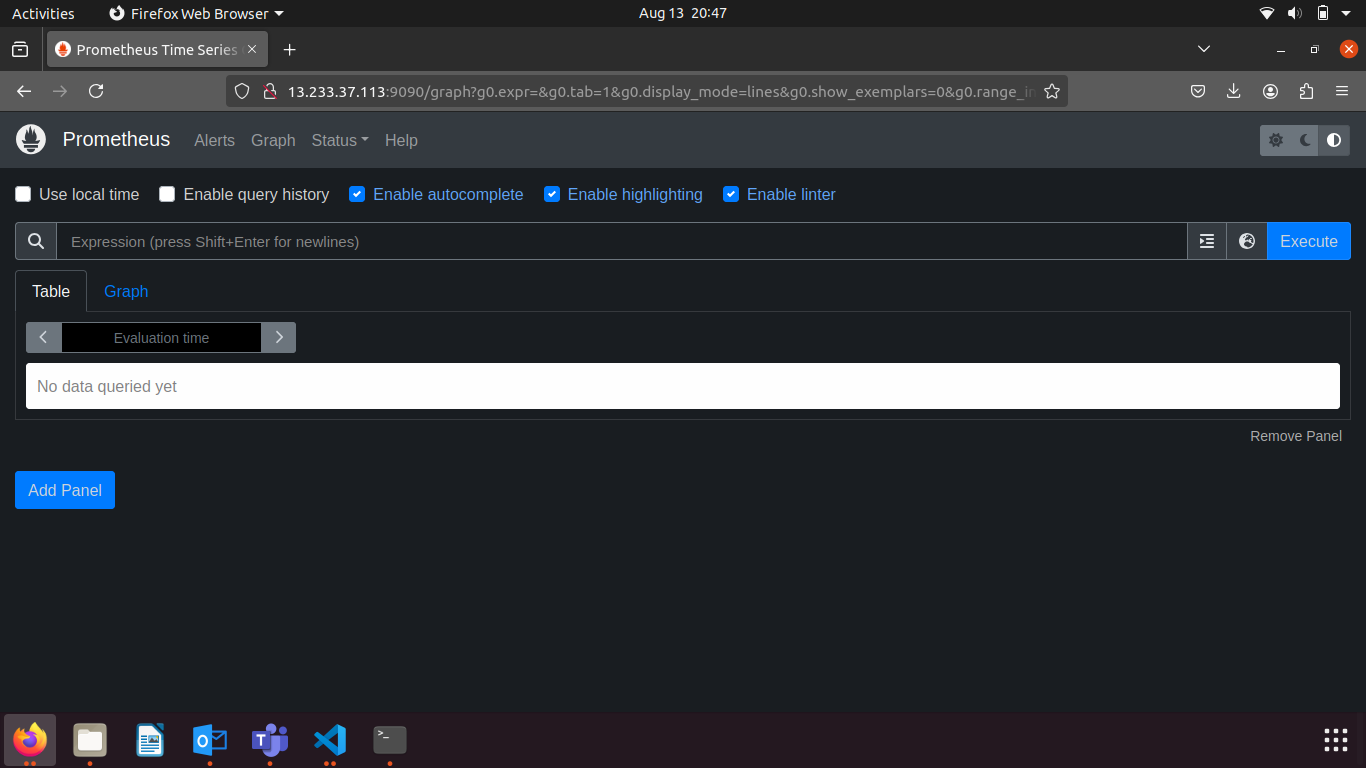 Activities Firefox Web Browser Aug 13 20:47
Prometheus Time Series
13.233.37.113:9090/graph?g0.expr=&g0.tab=1&g0.display_mode=lines&g0.show_exemplars=0&g0.range_in
Prometheus Alerts Graph Status Help
Use local time Enable query history Enable autocomplete Enable highlighting Enable linter
Expression (press Shift+Enter for newlines) Execute
Table Graph
Evaluation time
No data queried yet
Remove Panel
Add Panel